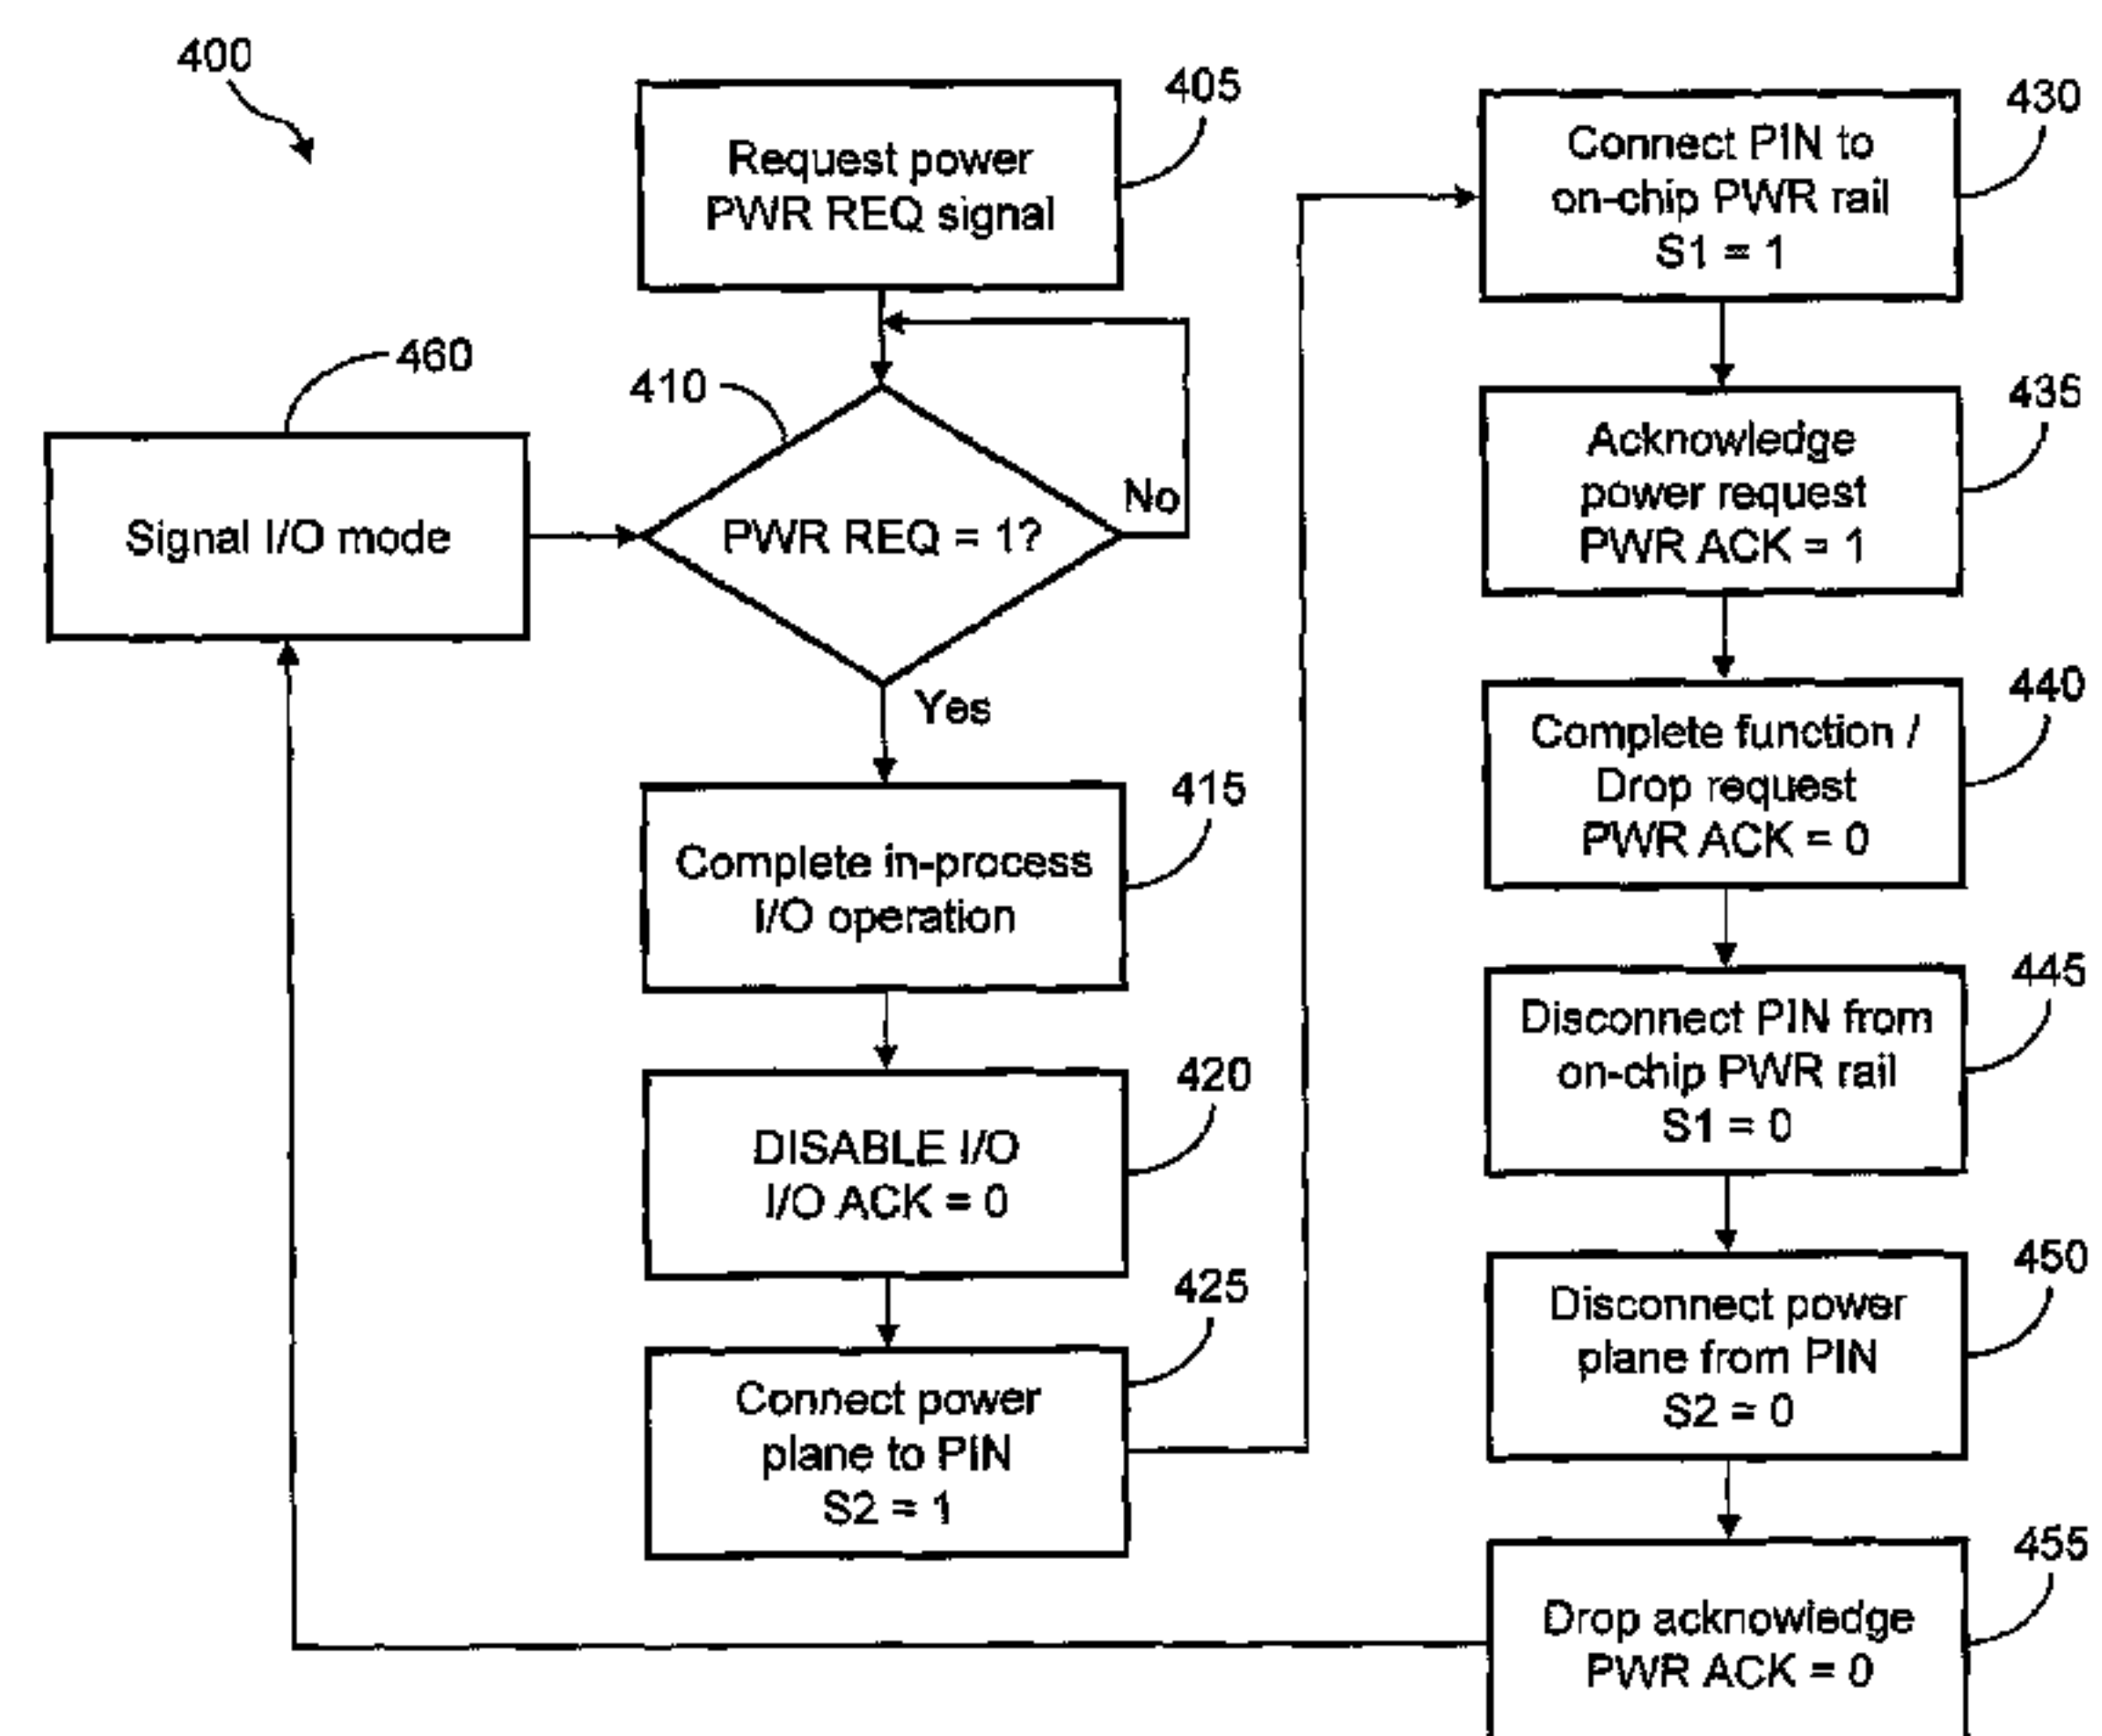 400
405
Request power
PWR REQ signal
460
Signal I/O mode
410
PWR REQ = 1?
No
Yes
415
Complete in-process
I/O operation
420
DISABLE I/O
I/O ACK = 0
425
Connect power
plane to PIN
S2 = 1
430
Connect PIN to
on-chip PWR rail
S1 = 1
435
Acknowledge
power request
PWR ACK = 1
440
Complete function /
Drop request
PWR ACK = 0
445
Disconnect PIN from
on-chip PWR rail
S1 = 0
450
Disconnect power
plane from PIN
S2 = 0
455
Drop acknowledge
PWR ACK = 0